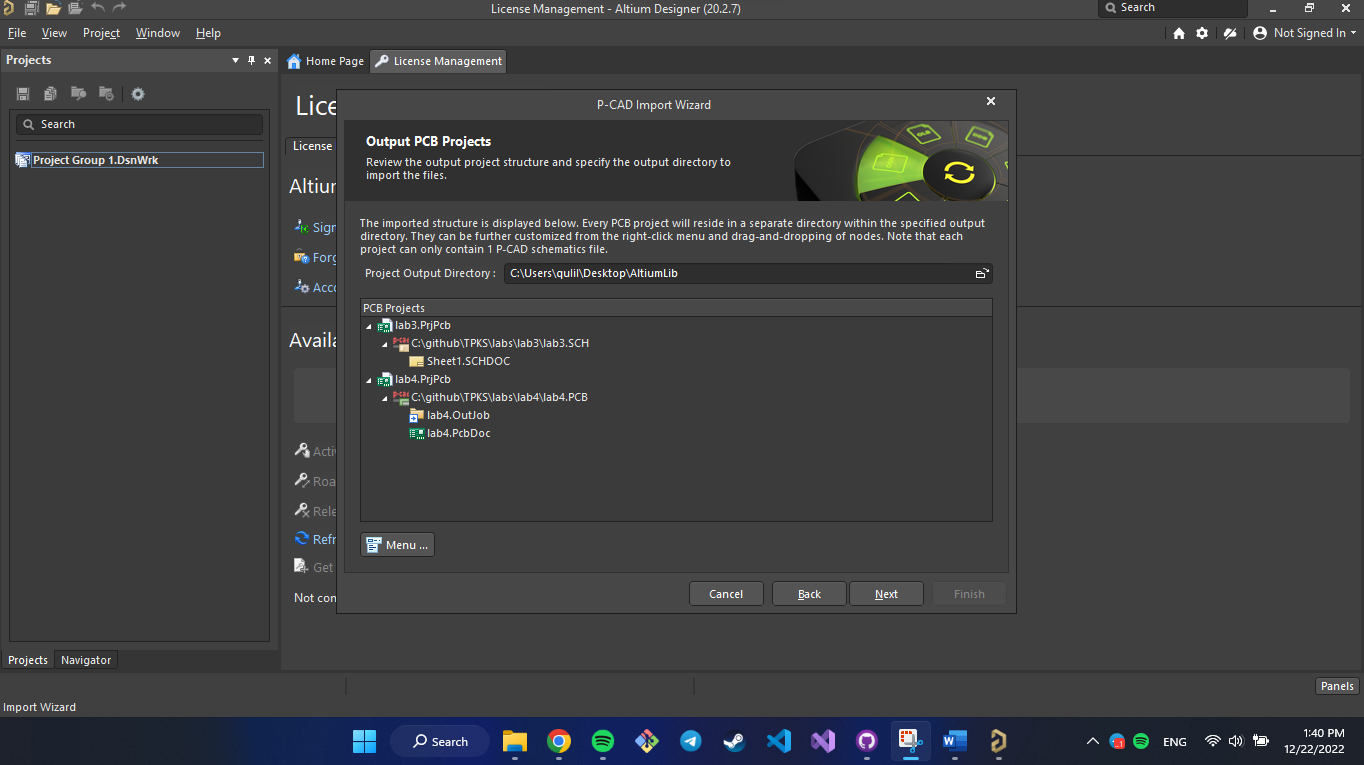 License Management - Altium Designer (20.2.7)
Search
File View Project Window Help
Not Signed In
Projects
Home Page
License Management
Search
Project Group 1.DsnWrk
Lice
License
Altiun
Sign
Forg
Acco
Availa
Activ
Roa
Rele
Refr
Get
Not con
P-CAD Import Wizard
Output PCB Projects
Review the output project structure and specify the output directory to
import the files.
The imported structure is displayed below. Every PCB project will reside in a separate directory within the specified output
directory. They can be further customized from the right-click menu and drag-and-dropping of nodes. Note that each
project can only contain 1 P-CAD schematics file.
Project Output Directory : C:\Users\qulil\Desktop\AltiumLib
PCB Projects
lab3.PrjPcb
C:\github\TPKS\labs\lab3\lab3.SCH
Sheet1.SCHDOC
lab4.PrjPcb
C:\github\TPKS\labs\lab4\lab4.PCB
lab4.OutJob
lab4.PcbDoc
Menu ...
Cancel Back Next Finish
Projects Navigator
Panels
Import Wizard
Search
ENG
1:40 PM
12/22/2022